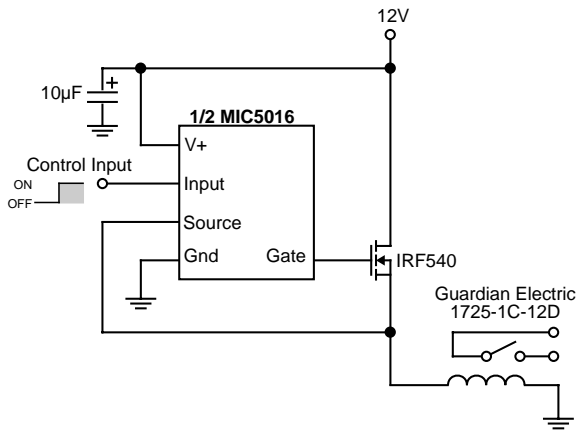 12V
+
10µF
1/2 MIC5016
V+
Control Input
ON
OFF
Input
Source
Gnd
Gate
IRF540
Guardian Electric
1725-1C-12D